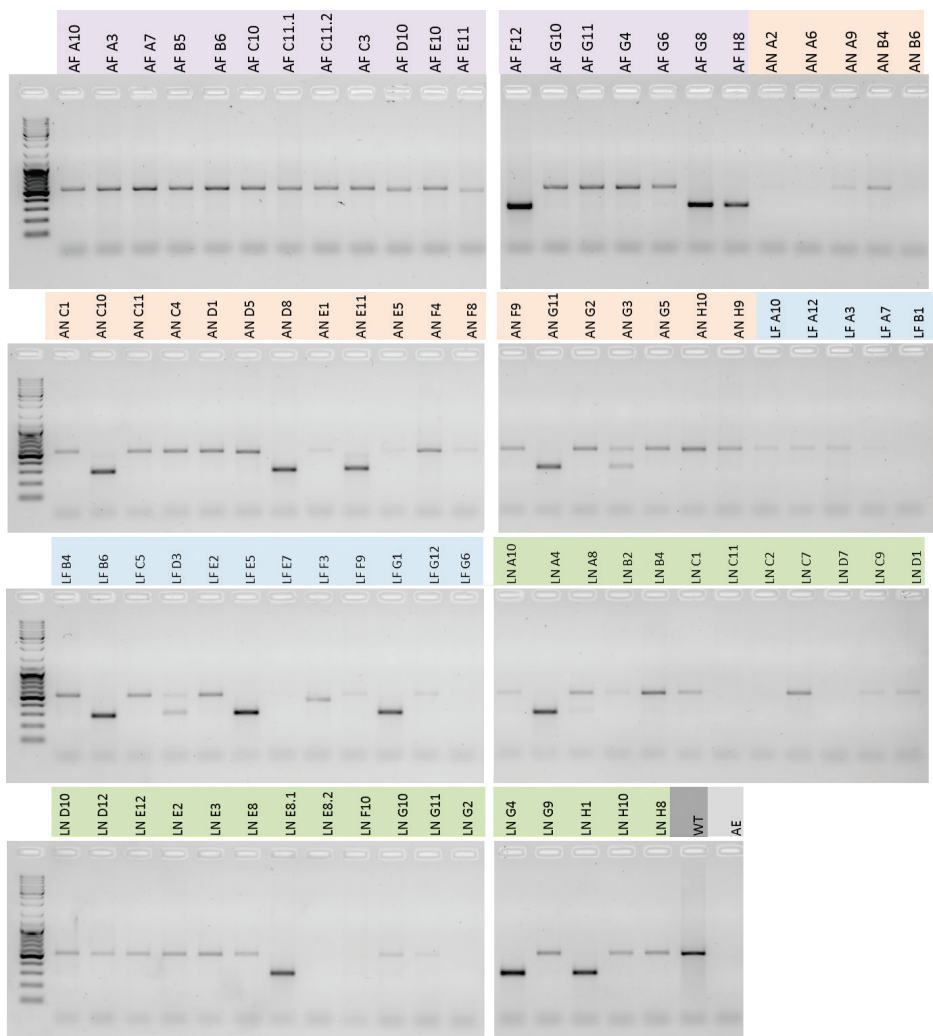 AF A10 AF A3 AF A7 AF B5 AF B6 AF C10 AF C11.1 AF C11.2 AF C3 AF D10 AF E10 AF E11
AF F12 AF G10 AF G11 AF G4 AF G6 AF G8 AF H8 AN A2 AN A6 AN A9 AN B4 AN B6
AN C1 AN C10 AN C11 AN C4 AN D1 AN D5 AN D8 AN E1 AN E11 AN E5 AN F4 AN F8
AN F9 AN G11 AN G2 AN G3 AN G5 AN H10 AN H9 LF A10 LF A12 LF A3 LF A7 LF B1
LF B4 LF B6 LF C5 LF D3 LF E2 LF E5 LF E7 LF F3 LF F9 LF G1 LF G12 LF G6
LN A10 LN A4 LN A8 LN B2 LN B4 LN C1 LN C11 LN C2 LN C7 LN D7 LN C9 LN D1
LN D10 LN D12 LN E12 LN E2 LN E3 LN E8 LN E8.1 LN E8.2 LN F10 LN G10 LN G11 LN G2
LN G4 LN G9 LN H1 LN H10 LN H8 WT AE